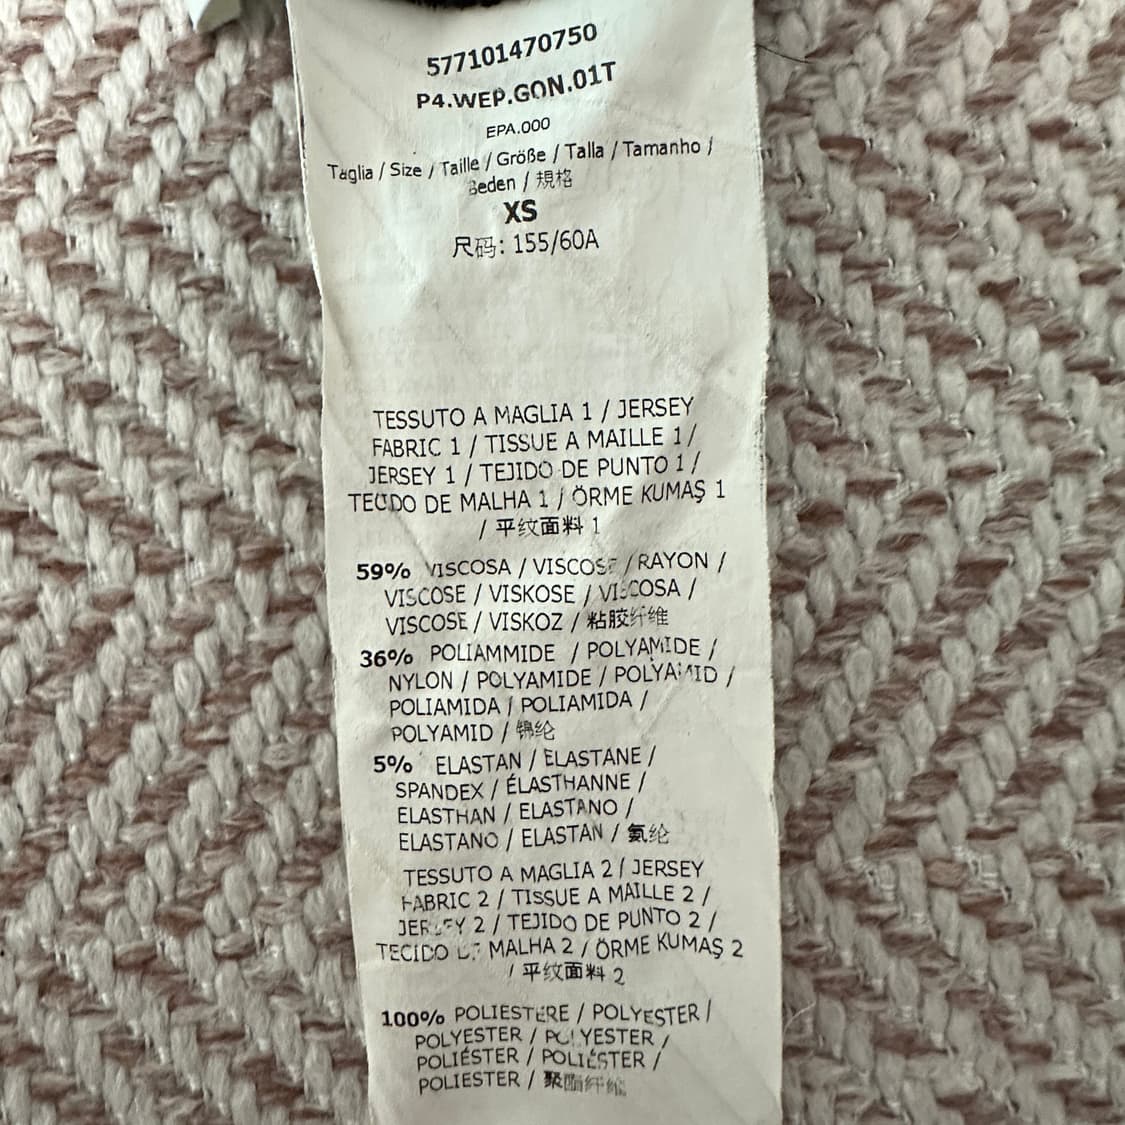 577101470750
P4.WEP.GON.01T
EPA.000
Taglia / Size / Taille / Größe / Talla / Tamanho /
Beden / 規格
XS
尺码: 155/60A
TESSUTO A MAGLIA 1 / JERSEY
FABRIC 1 / TISSUE A MAILLE 1 /
JERSEY 1 / TEJIDO DE PUNTO 1 /
TECIDO DE MALHA 1 / ÖRME KUMAŞ 1
/ 平纹面料 1
59% VISCOSA / VISCOSE / RAYON /
VISCOSE / VISKOSE / VISCOSA /
VISCOSE / VISKOZ / 粘胶纤维
36% POLIAMMIDE / POLYAMIDE /
NYLON / POLYAMIDE / POLYAMID /
POLIAMIDA / POLIAMIDA /
POLYAMID / 锦纶
5% ELASTAN / ELASTANE /
SPANDEX / ÉLASTHANNE /
ELASTHAN / ELASTANO /
ELASTANO / ELASTAN / 氨纶
TESSUTO A MAGLIA 2 / JERSEY
FABRIC 2 / TISSUE A MAILLE 2 /
JERSEY 2 / TEJIDO DE PUNTO 2 /
TECIDO DE MALHA 2 / ÖRME KUMAŞ 2
/ 平纹面料 2
100% POLIESTERE / POLYESTER /
POLYESTER / POLYESTER /
POLIÉSTER / POLIÉSTER /
POLIESTER / 聚酯纤维